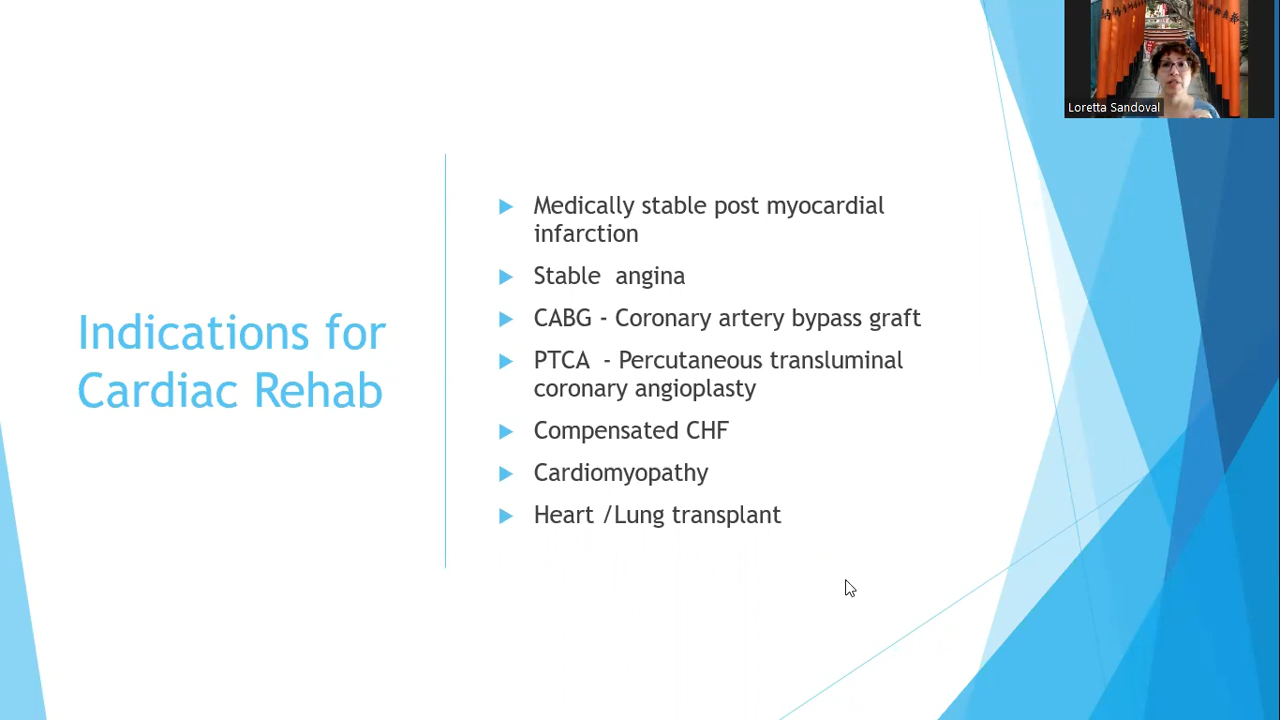 Loretta Sandoval
Indications for
Cardiac Rehab
Medically stable post myocardial
infarction
Stable  angina
CABG - Coronary artery bypass graft
PTCA  - Percutaneous transluminal
coronary angioplasty
Compensated CHF
Cardiomyopathy
Heart /Lung transplant